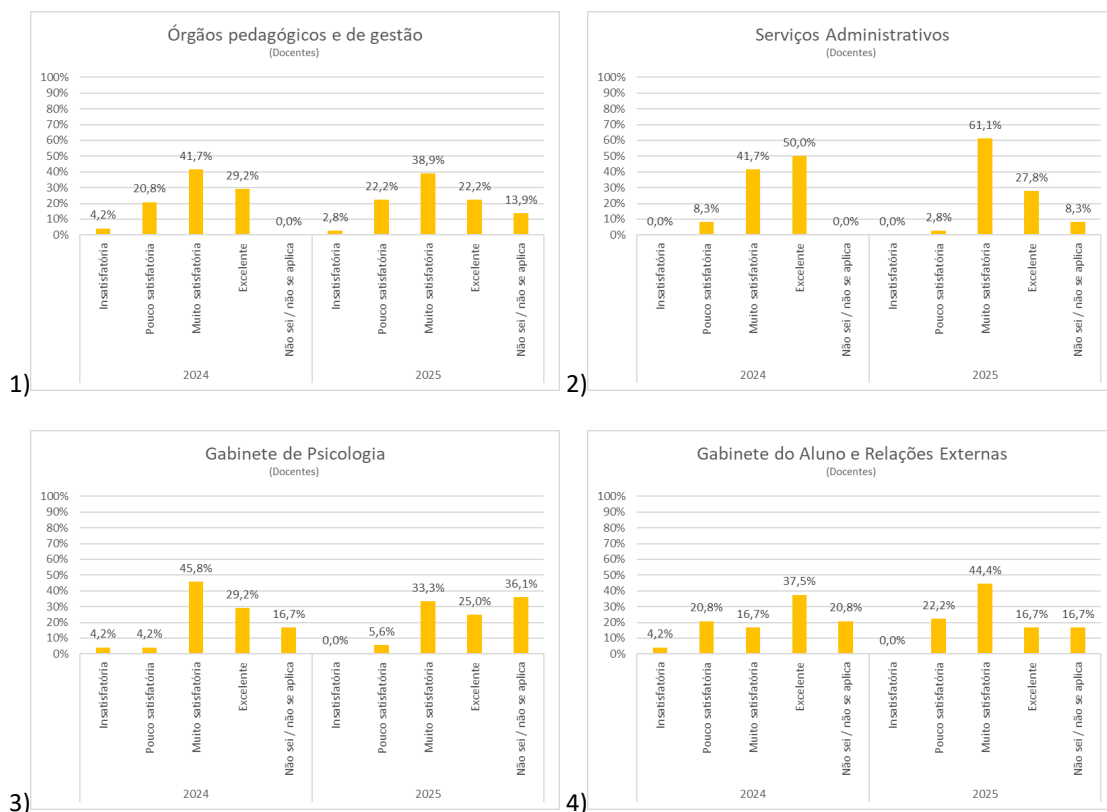 Órgãos pedagógicos e de gestão
(Docentes)
100%
90%
80%
70%
60%
50%
40%
30%
20%
10%
0%
4,2%
20,8%
41,7%
29,2%
0,0%
2,8%
22,2%
38,9%
22,2%
13,9%
Insatisfatória
Pouco satisfatória
Muito satisfatória
Excelente
Não sei / não se aplica
Insatisfatória
Pouco satisfatória
Muito satisfatória
Excelente
Não sei / não se aplica
2024
2025
1)
Serviços Administrativos
(Docentes)
100%
90%
80%
70%
60%
50%
40%
30%
20%
10%
0%
0,0%
8,3%
41,7%
50,0%
0,0%
0,0%
2,8%
61,1%
27,8%
8,3%
Insatisfatória
Pouco satisfatória
Muito satisfatória
Excelente
Não sei / não se aplica
Insatisfatória
Pouco satisfatória
Muito satisfatória
Excelente
Não sei / não se aplica
2024
2025
2)
Gabinete de Psicologia
(Docentes)
100%
90%
80%
70%
60%
50%
40%
30%
20%
10%
0%
4,2%
4,2%
45,8%
29,2%
16,7%
0,0%
5,6%
33,3%
25,0%
36,1%
Insatisfatória
Pouco satisfatória
Muito satisfatória
Excelente
Não sei / não se aplica
Insatisfatória
Pouco satisfatória
Muito satisfatória
Excelente
Não sei / não se aplica
2024
2025
3)
Gabinete do Aluno e Relações Externas
(Docentes)
100%
90%
80%
70%
60%
50%
40%
30%
20%
10%
0%
4,2%
20,8%
16,7%
37,5%
20,8%
0,0%
22,2%
44,4%
16,7%
16,7%
Insatisfatória
Pouco satisfatória
Muito satisfatória
Excelente
Não sei / não se aplica
Insatisfatória
Pouco satisfatória
Muito satisfatória
Excelente
Não sei / não se aplica
2024
2025
4)